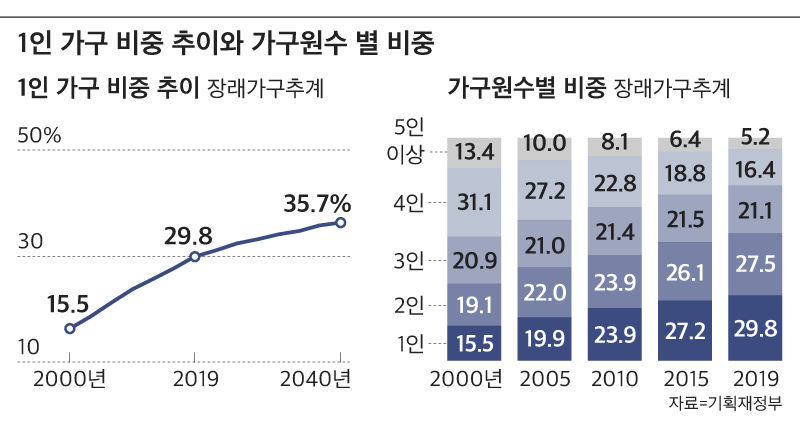 1인 가구 비중 추이와 가구원수 별 비중
1인 가구 비중 추이 장래가구추계
50%
30
10
15.5
29.8
35.7%
2000년 2019 2040년
가구원수별 비중 장래가구추계
5인
이상 13.4 10.0 8.1 6.4 5.2
4인 31.1 27.2 22.8 18.8 16.4
3인 20.9 21.0 21.4 21.5 21.1
2인 19.1 22.0 23.9 26.1 27.5
1인 15.5 19.9 23.9 27.2 29.8
2000년 2005 2010 2015 2019
자료=기획재정부